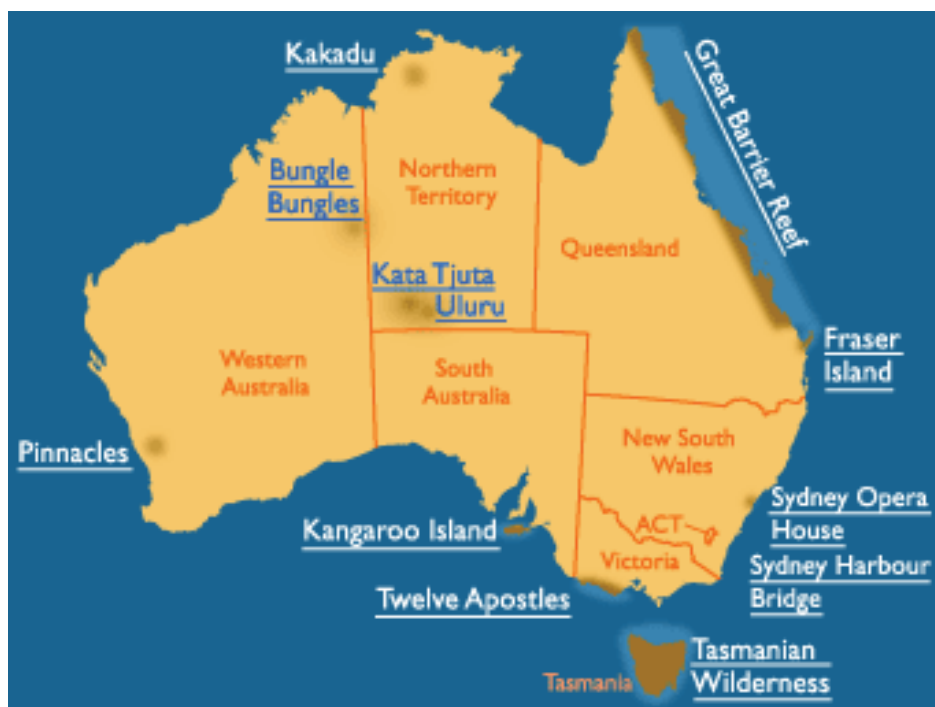 Kakadu
Great Barrier Reef
Bungle
Bungles
Northern
Territory
Queensland
Kata Tjuta
Uluru
Fraser
Island
Western
Australia
South
Australia
New South
Wales
Pinnacles
Sydney Opera
House
Kangaroo Island
ACT
Victoria
Sydney Harbour
Bridge
Twelve Apostles
Tasmanian
Wilderness
Tasmania